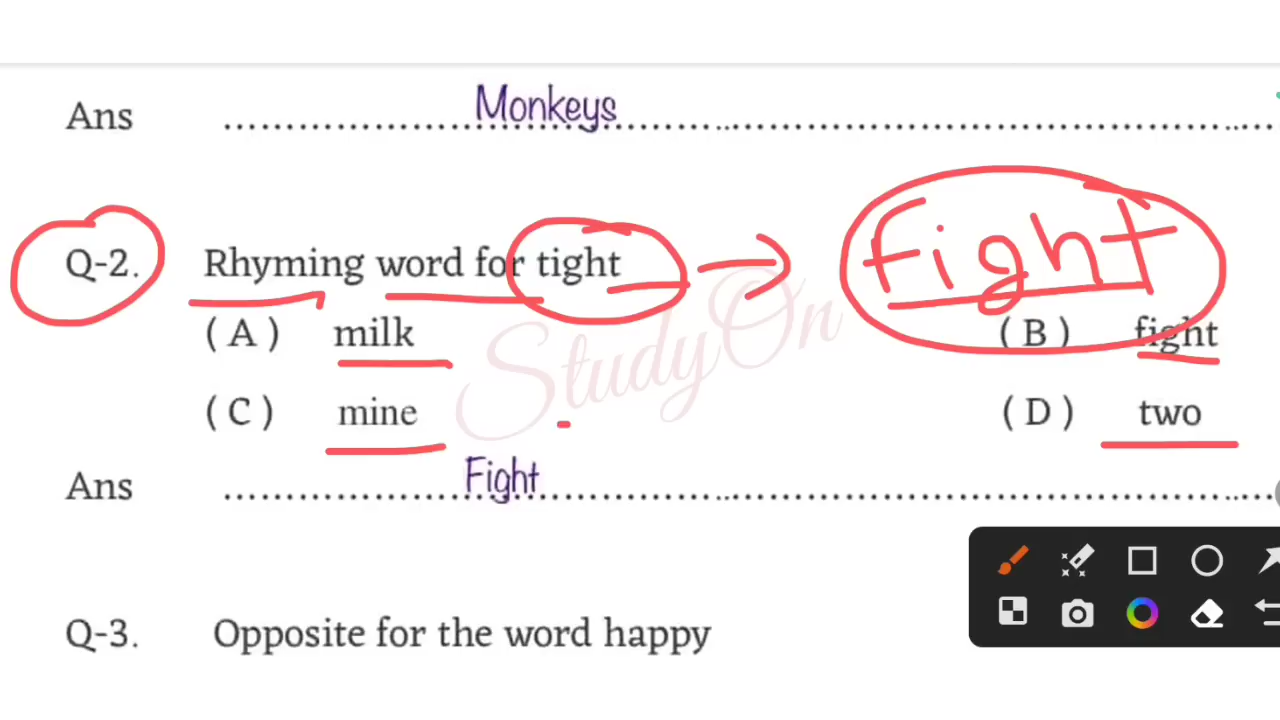 Ans ........Monkeys........
fight
Q-2. Rhyming word for tight
( A ) milk ( B ) fight
StudyOn
( C ) mine ( D ) two
Ans ........Fight........
Q-3. Opposite for the word happy